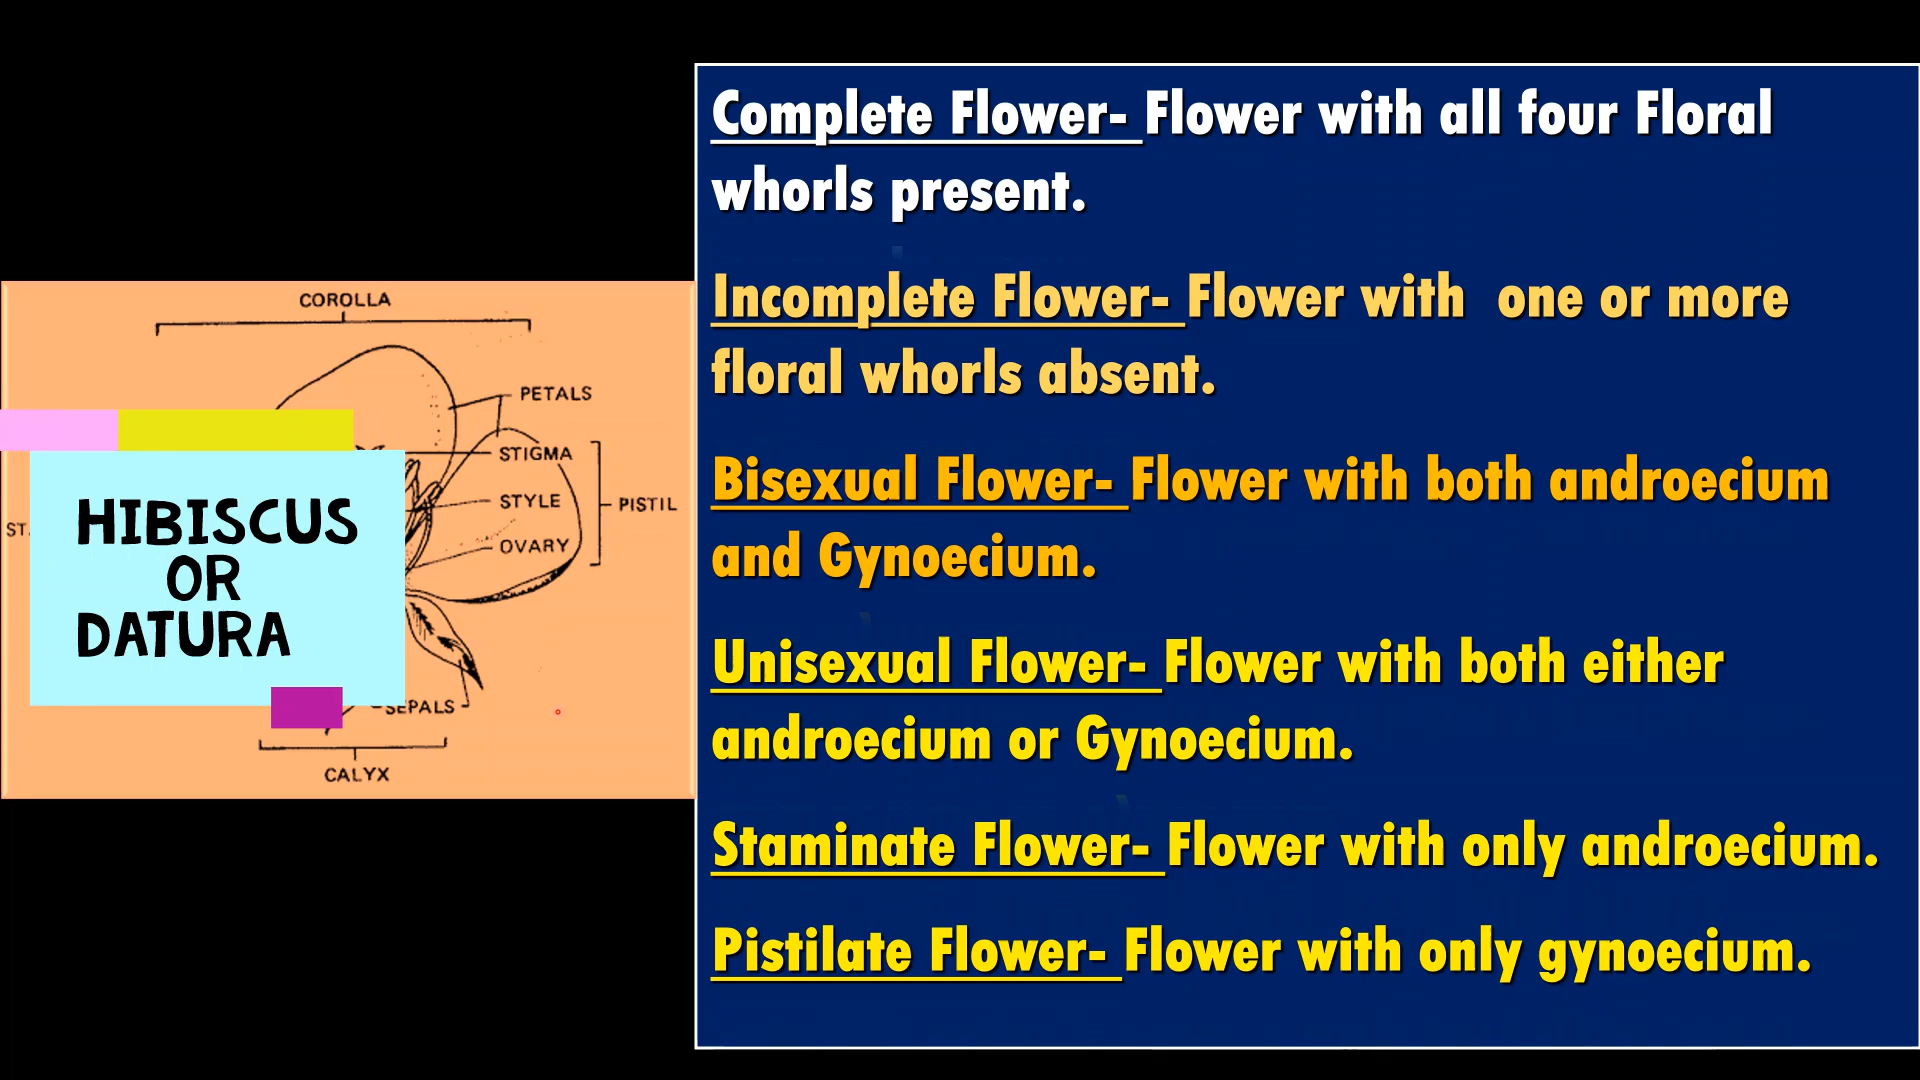 COROLLA
PETALS
STIGMA
STYLE
PISTIL
OVARY
ST
HIBISCUS
OR
DATURA
SEPALS
CALYX
Complete Flower- Flower with all four Floral
whorls present.
Incomplete Flower- Flower with one or more
floral whorls absent.
Bisexual Flower- Flower with both androecium
and Gynoecium.
Unisexual Flower- Flower with both either
androecium or Gynoecium.
Staminate Flower- Flower with only androecium.
Pistilate Flower- Flower with only gynoecium.